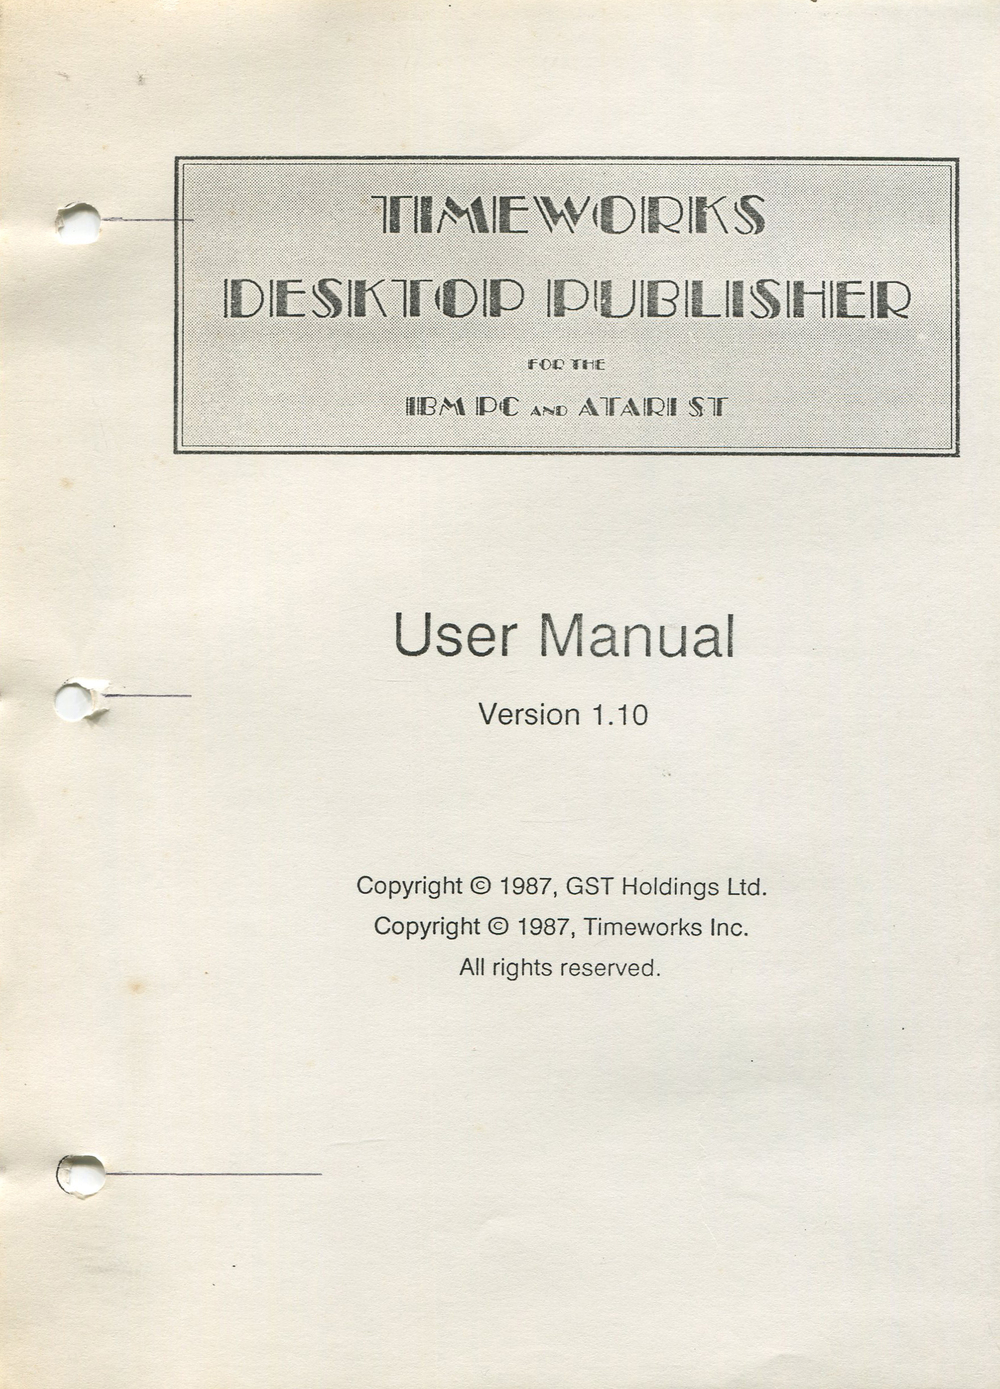 TIMEWORKS
DESKTOP PUBLISHER
FOR THE
IBM PC AND ATARI ST
User Manual
Version 1.10
Copyright © 1987, GST Holdings Ltd.
Copyright © 1987, Timeworks Inc.
All rights reserved.